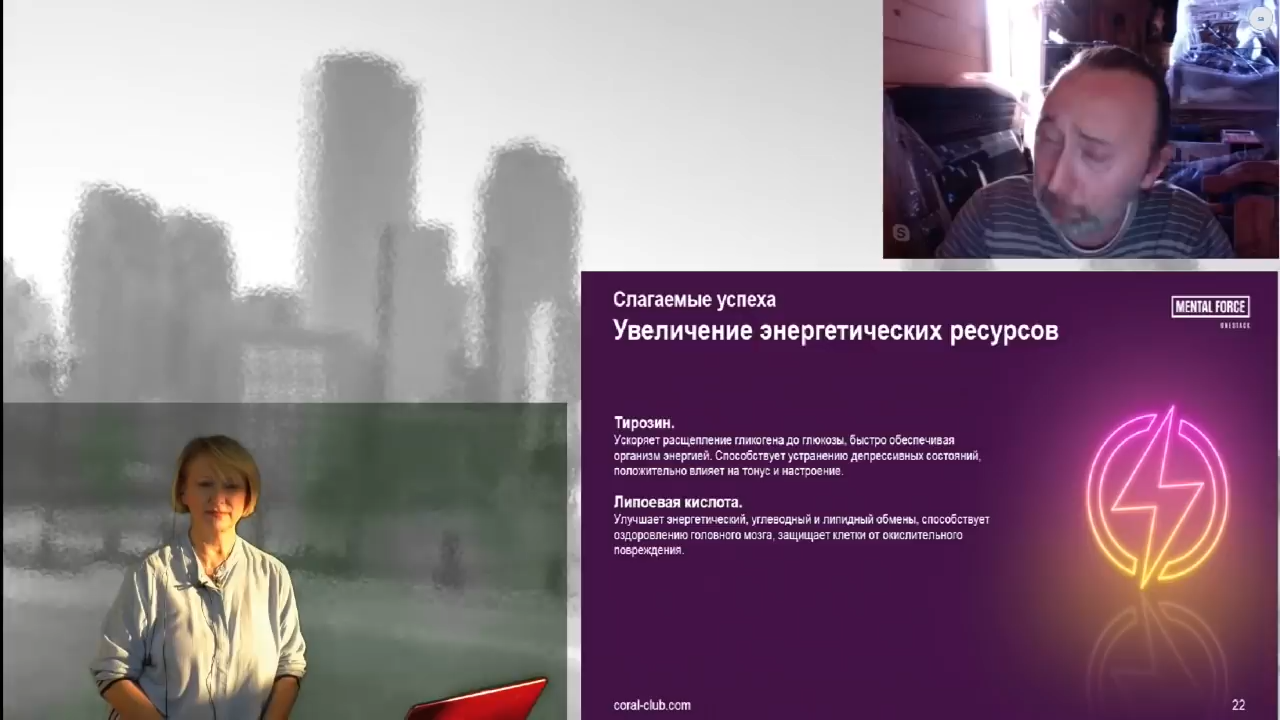 Слагаемые успеха
Увеличение энергетических ресурсов
MENTAL FORCE
Тирозин.
Ускоряет расщепление гликогена до глюкозы, быстро обеспечивая
организм энергией. Способствует устранению депрессивных состояний,
положительно влияет на тонус и настроение.
Липоевая кислота.
Улучшает энергетический, углеводный и липидный обмены, способствует
оздоровлению головного мозга, защищает клетки от окислительного
повреждения.
coral-club.com
22